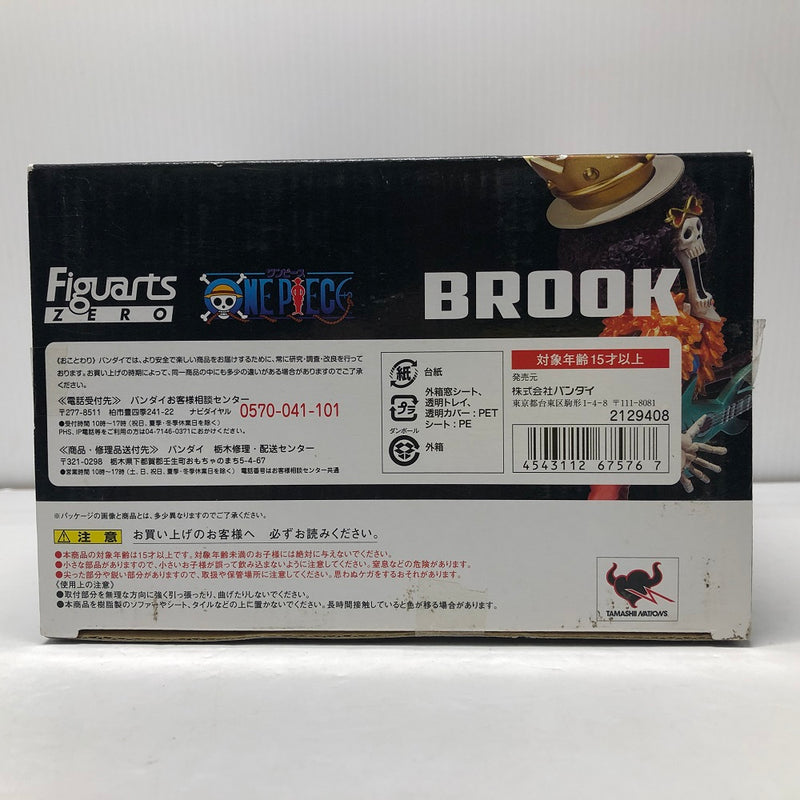 Figuarts
ZERO
ワンピース
ONE PIECE
BROOK
《おことわり》バンダイでは、より安全で楽しい商品をお届けするために、常に研究・調査・改良を行って
おります。お買い上げの時期によって、同一商品の中にも多少の違いがある場合がありますのでご了承
ください。
≪電話受付先≫ バンダイお客様相談センター
〒277-8511 柏市豊四季241-22 ナビダイヤル 0570-041-101
●受付時間 10時〜17時(祝日、夏季・冬季休業日を除く)
PHS、IP電話等をご利用の方は04-7146-0371におかけください。
≪商品・修理品送付先≫ バンダイ 栃木修理・配送センター
〒321-0298 栃木県下都賀郡壬生町おもちゃのまち5-4-67
●営業時間 10時〜17時(土、日、祝日、夏季・冬季休業日を除く) 電話番号はお客様相談センター共通
紙
台紙
プラ
外箱窓シート、
透明トレイ、
透明カバー:PET
シート:PE
ダンボール
外箱
対象年齢15才以上
発売元
株式会社バンダイ
東京都台東区駒形1-4-8 〒111-8081
2129408
4543112 675767
※パッケージの画像と商品とは、多少異なりますのでご了承ください。
注意 お買い上げのお客様へ 必ずお読みください。
●本商品の対象年齢は15才以上です。対象年齢未満のお子様には絶対に与えないでください。
●小さな部品がありますので、小さいお子様が誤って飲み込まないように注意してください。窒息などの危険があります。
●尖った部分や鋭い部分がありますので、取扱や保管場所に注意してください。思わぬケガをするおそれがあります。
《使用上の注意》
●取付部分を無理な方向に強く引っ張ったり、曲げたりしないでください。
●本商品を樹脂製のソファーやシート、タイルなどの上に置かないでください。長時間接触していると色が移る場合があります。
TAMASHII NATIONS